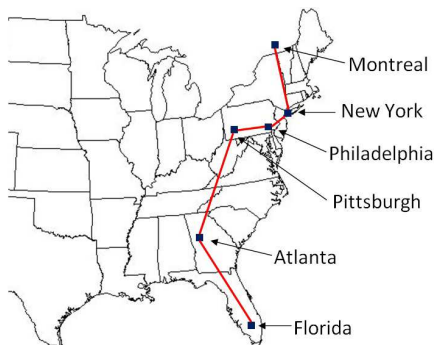 Montreal
New York
Philadelphia
Pittsburgh
Atlanta
Florida